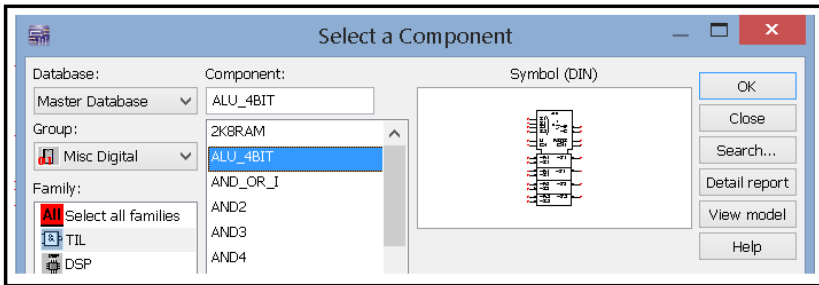 Select a Component
Database:
Master Database
Group:
Misc Digital
Family:
All Select all families
TIL
DSP
Component:
ALU_4BIT
2K8RAM
ALU_4BIT
AND_OR_I
AND2
AND3
AND4
Symbol (DIN)
OK
Close
Search...
Detail report
View model
Help